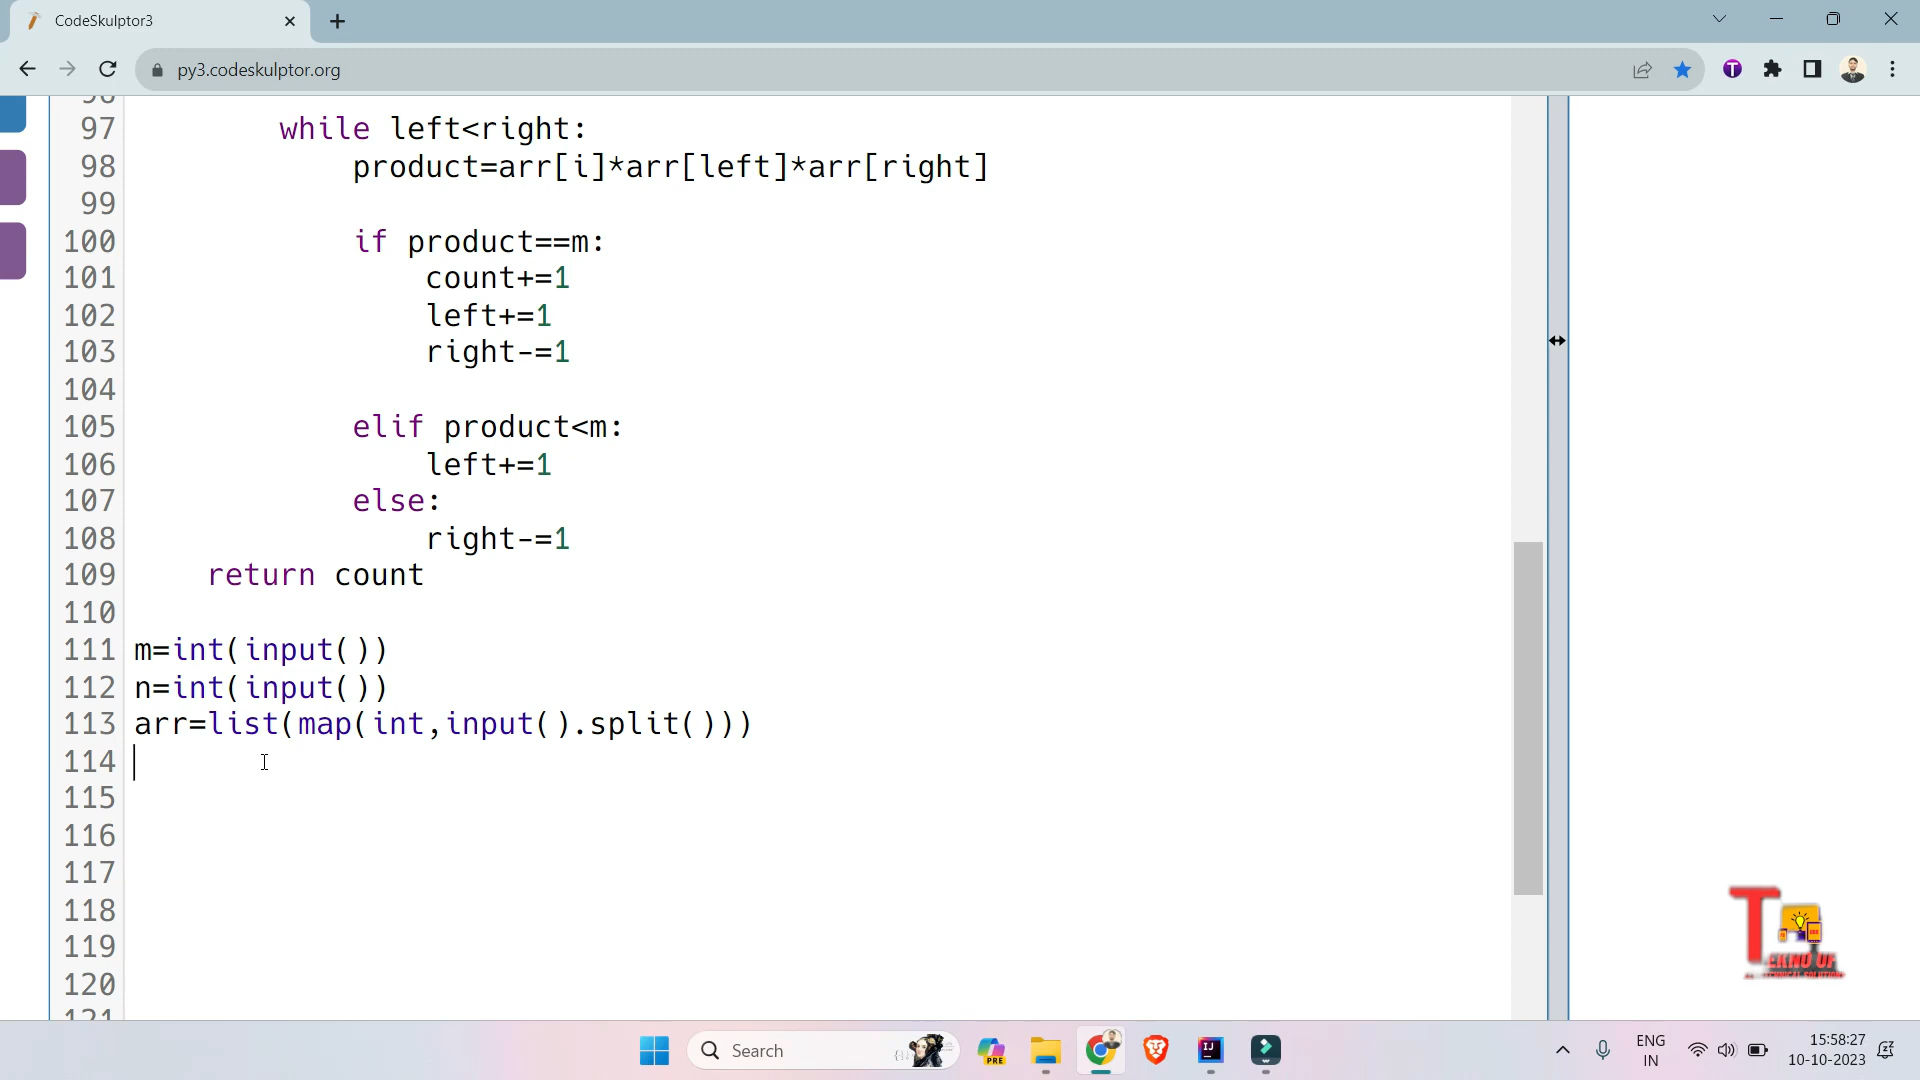 CodeSkulptor3
py3.codeskulptor.org
97 while left<right:
98 product=arr[i]*arr[left]*arr[right]
99
100 if product==m:
101 count+=1
102 left+=1
103 right-=1
104
105 elif product<m:
106 left+=1
107 else:
108 right-=1
109 return count
110
111 m=int(input())
112 n=int(input())
113 arr=list(map(int,input().split()))
114
115
116
117
118
119
120
121
Search
PRE
IJ
ENG
IN
15:58:27
10-10-2023